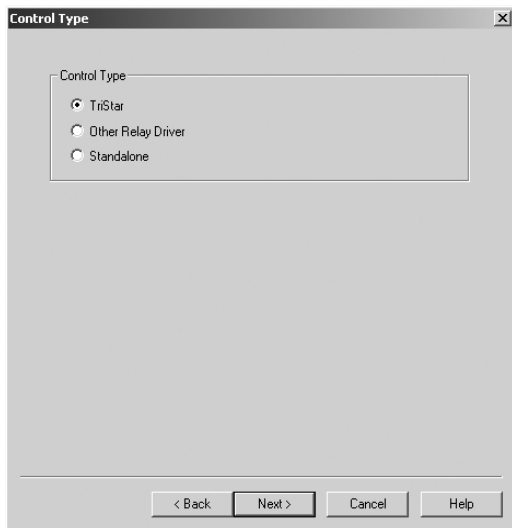 Control Type
Control Type
TriStar
Other Relay Driver
Standalone
< Back Next > Cancel Help